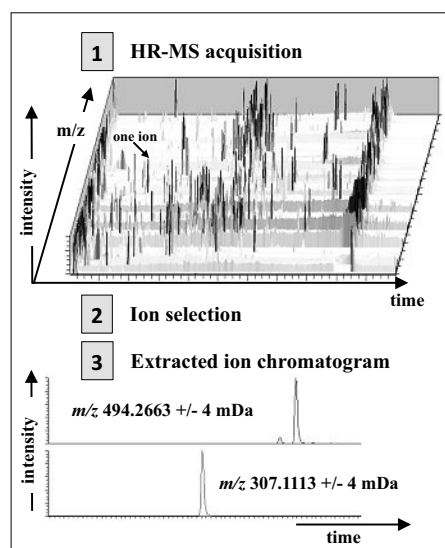 1 HR-MS acquisition
m/z
one ion
intensity
time
2 Ion selection
3 Extracted ion chromatogram
m/z 494.2663 +/- 4 mDa
intensity
m/z 307.1113 +/- 4 mDa
time